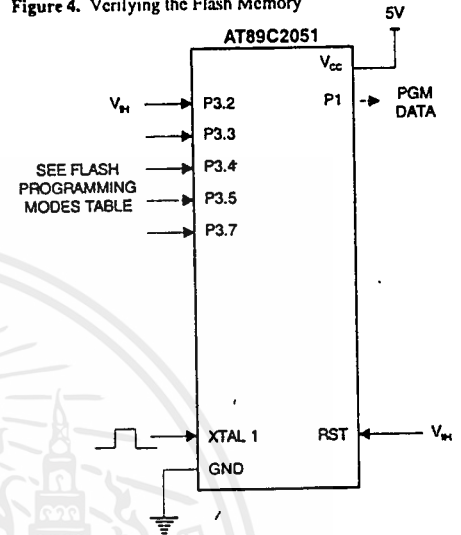 Figure 4. Verifying the Flash Memory
5V
AT89C2051
VCC
VIH
P3.2
P1
PGM
DATA
P3.3
SEE FLASH
PROGRAMMING
MODES TABLE
P3.4
P3.5
P3.7
XTAL 1
RST
VIH
GND